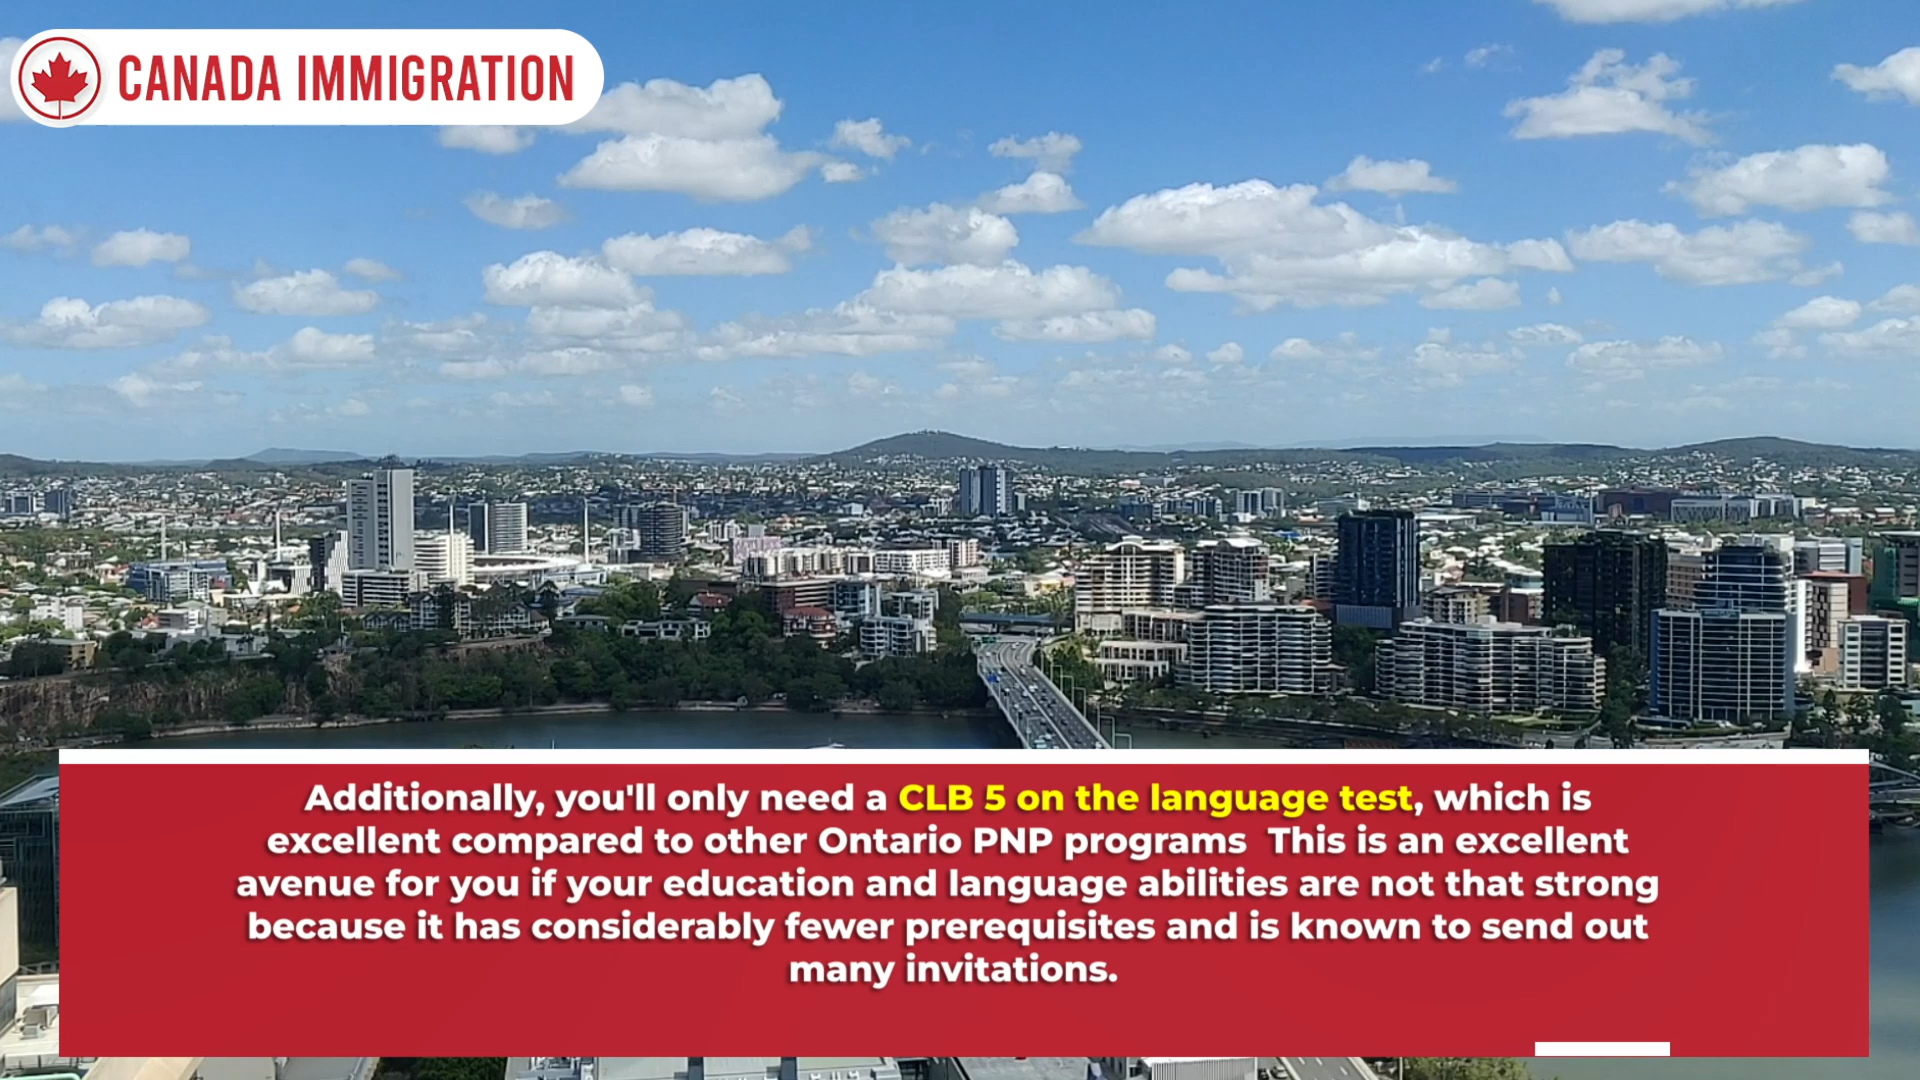 CANADA IMMIGRATION
Additionally, you'll only need a CLB 5 on the language test, which is
excellent compared to other Ontario PNP programs  This is an excellent
avenue for you if your education and language abilities are not that strong
because it has considerably fewer prerequisites and is known to send out
many invitations.